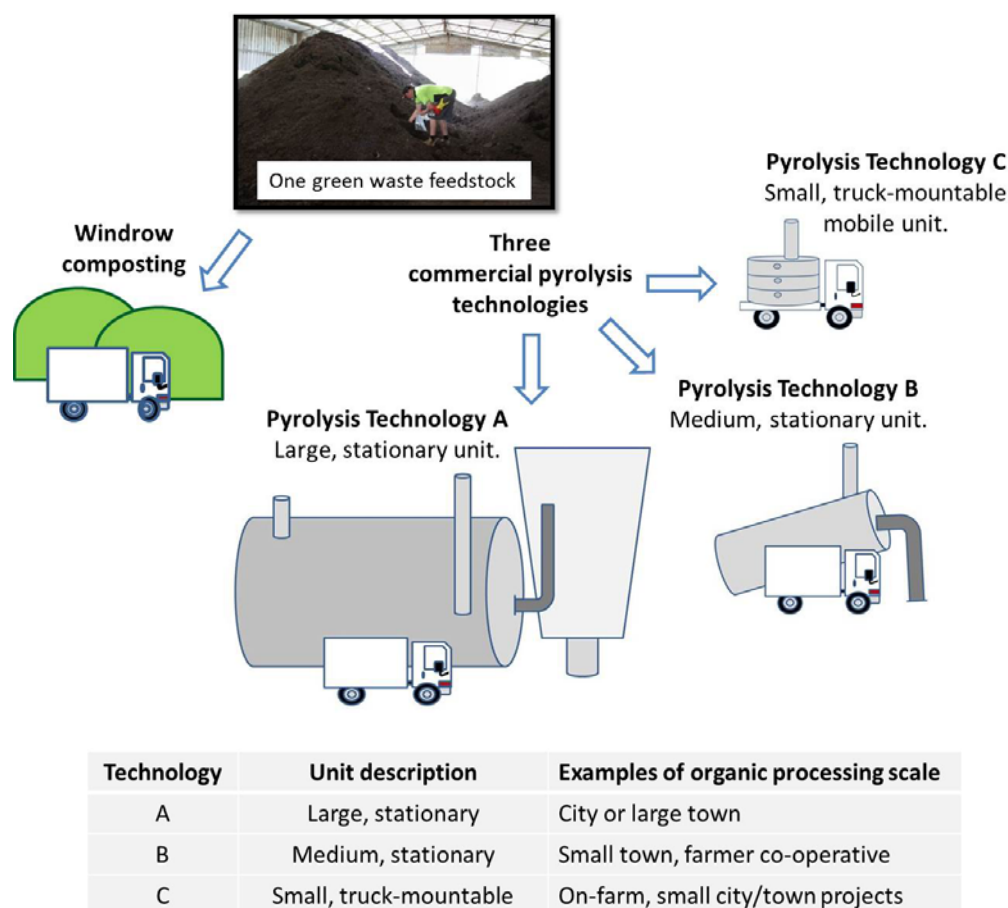 One green waste feedstock
Pyrolysis Technology C
Small, truck-mountable
mobile unit.
Windrow
composting
Three
commercial pyrolysis
technologies
Pyrolysis Technology B
Medium, stationary unit.
Pyrolysis Technology A
Large, stationary unit.
Technology Unit description Examples of organic processing scale
A Large, stationary City or large town
B Medium, stationary Small town, farmer co-operative
C Small, truck-mountable On-farm, small city/town projects